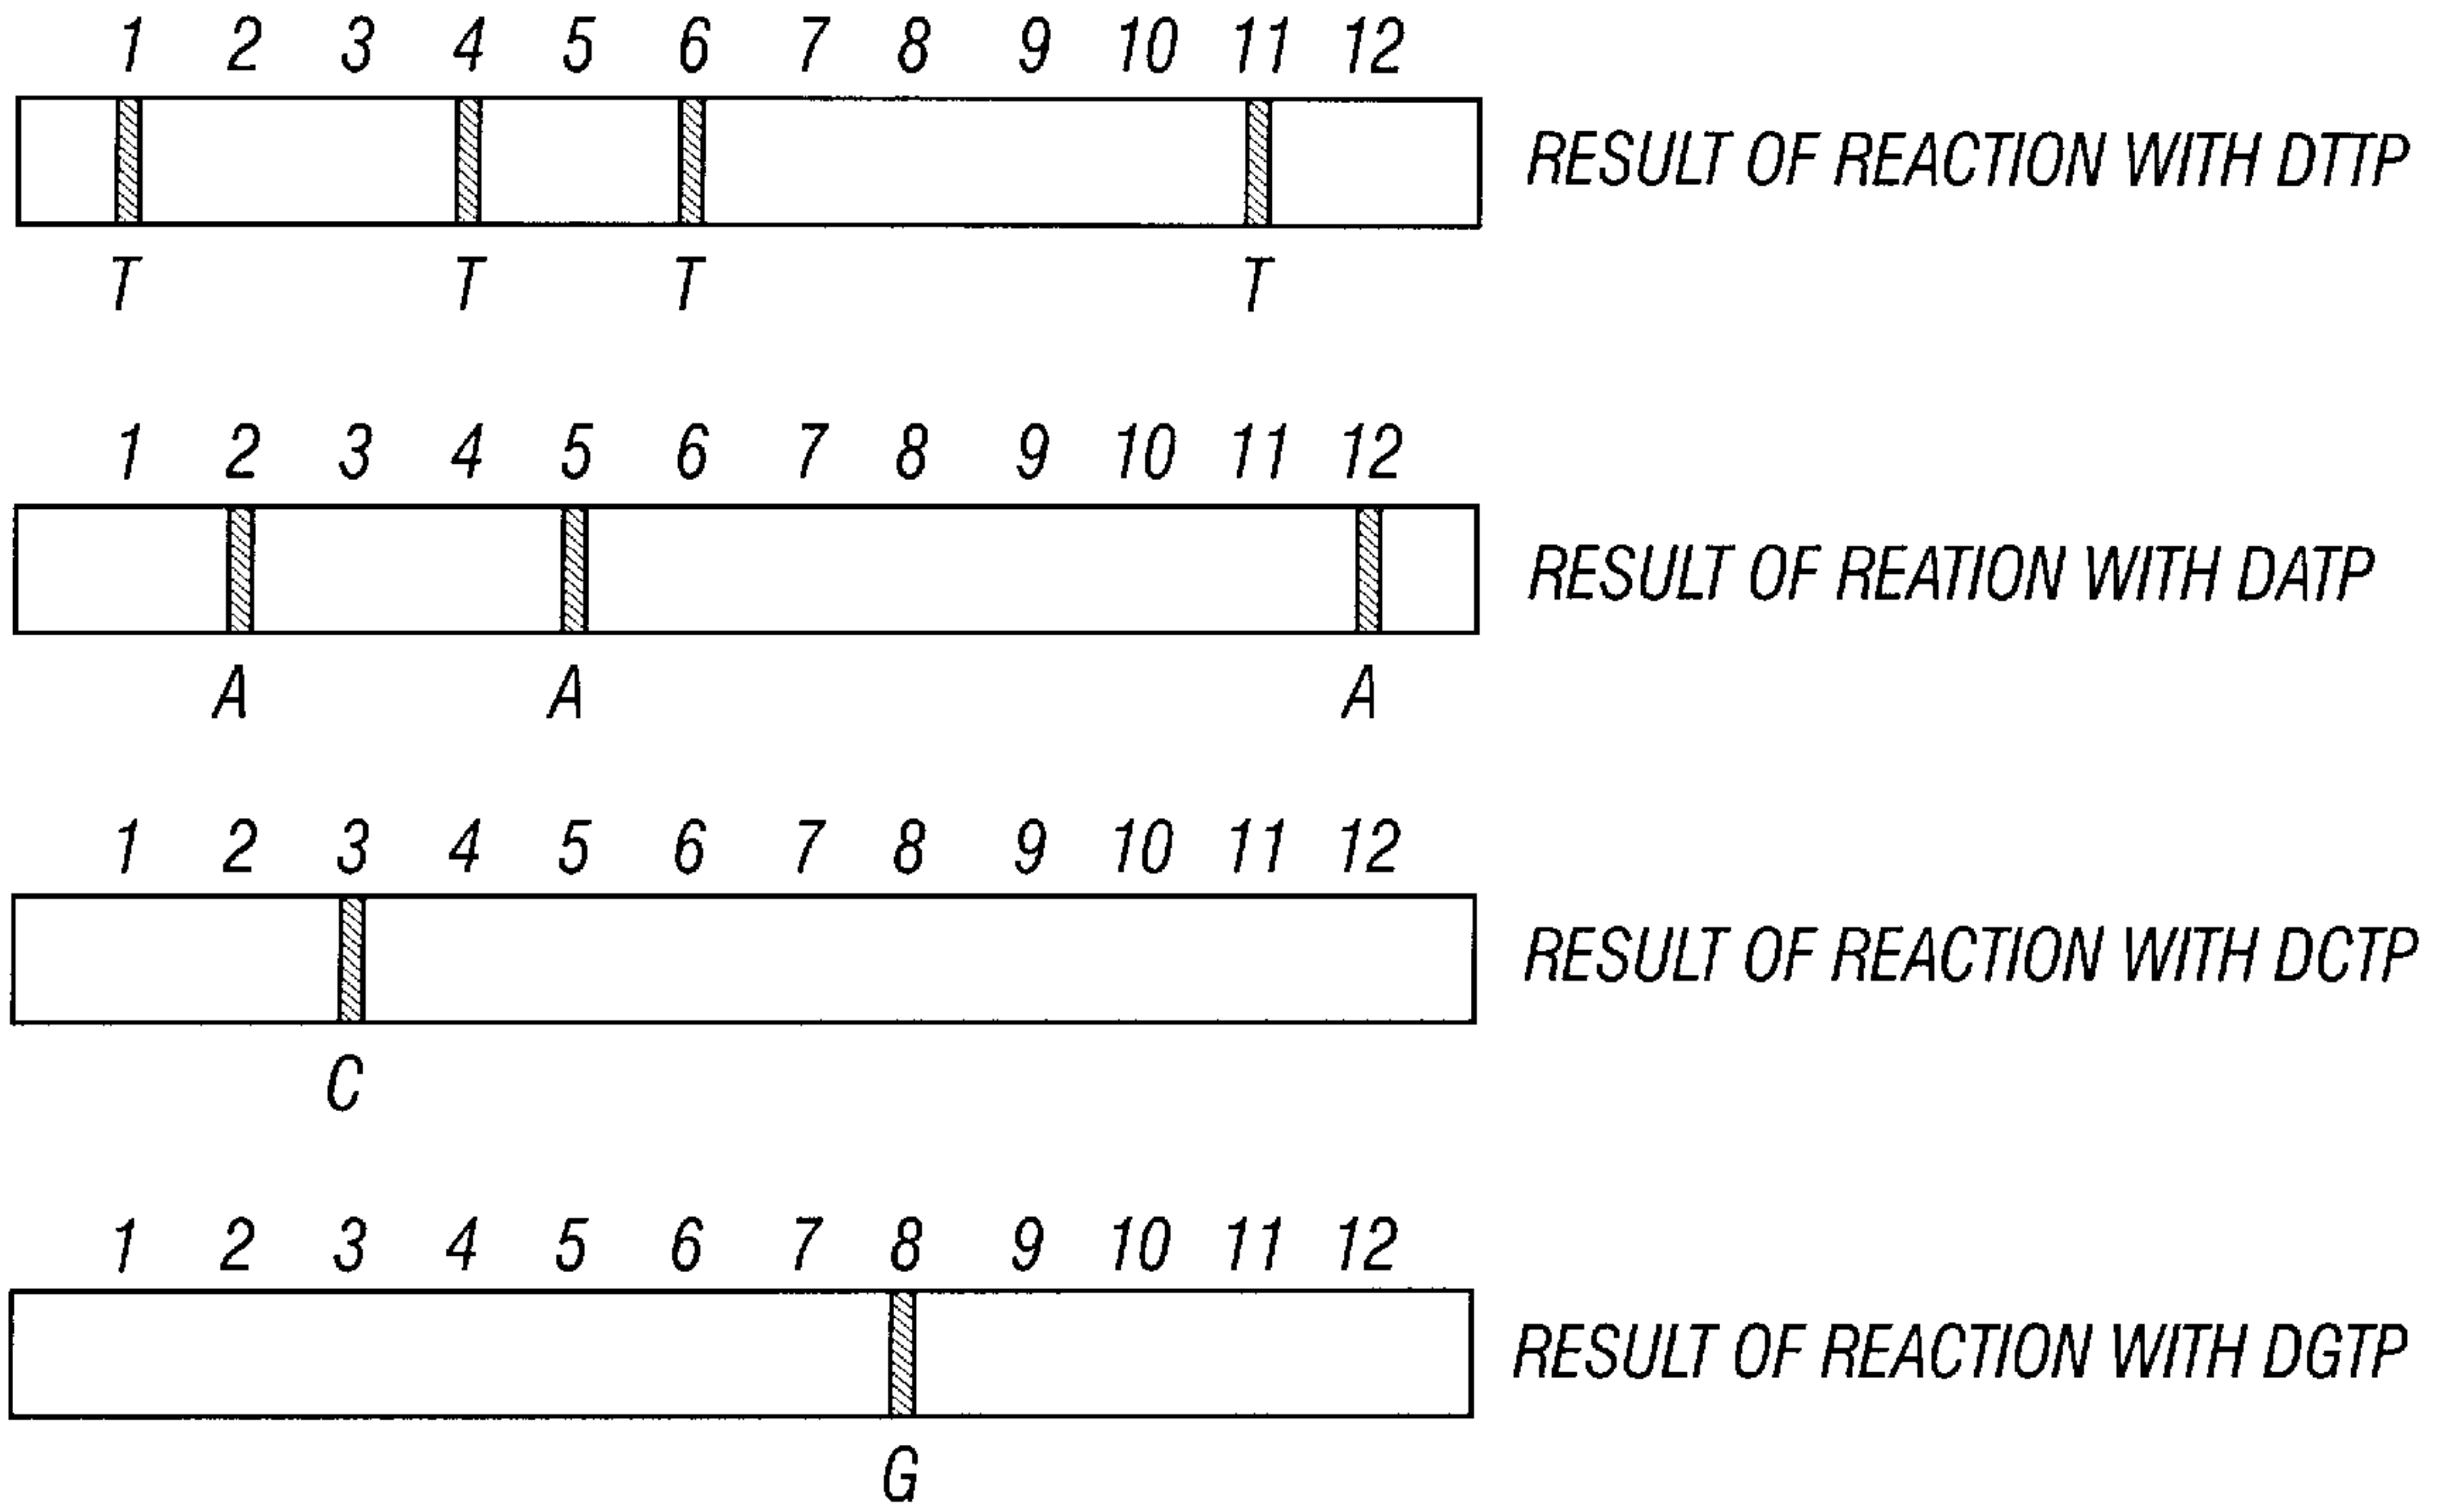 1 2 3 4 5 6 7 8 9 10 11 12
RESULT OF REACTION WITH DTTP
T T T T
1 2 3 4 5 6 7 8 9 10 11 12
RESULT OF REATION WITH DATP
A A A
1 2 3 4 5 6 7 8 9 10 11 12
RESULT OF REACTION WITH DCTP
C
1 2 3 4 5 6 7 8 9 10 11 12
RESULT OF REACTION WITH DGTP
G